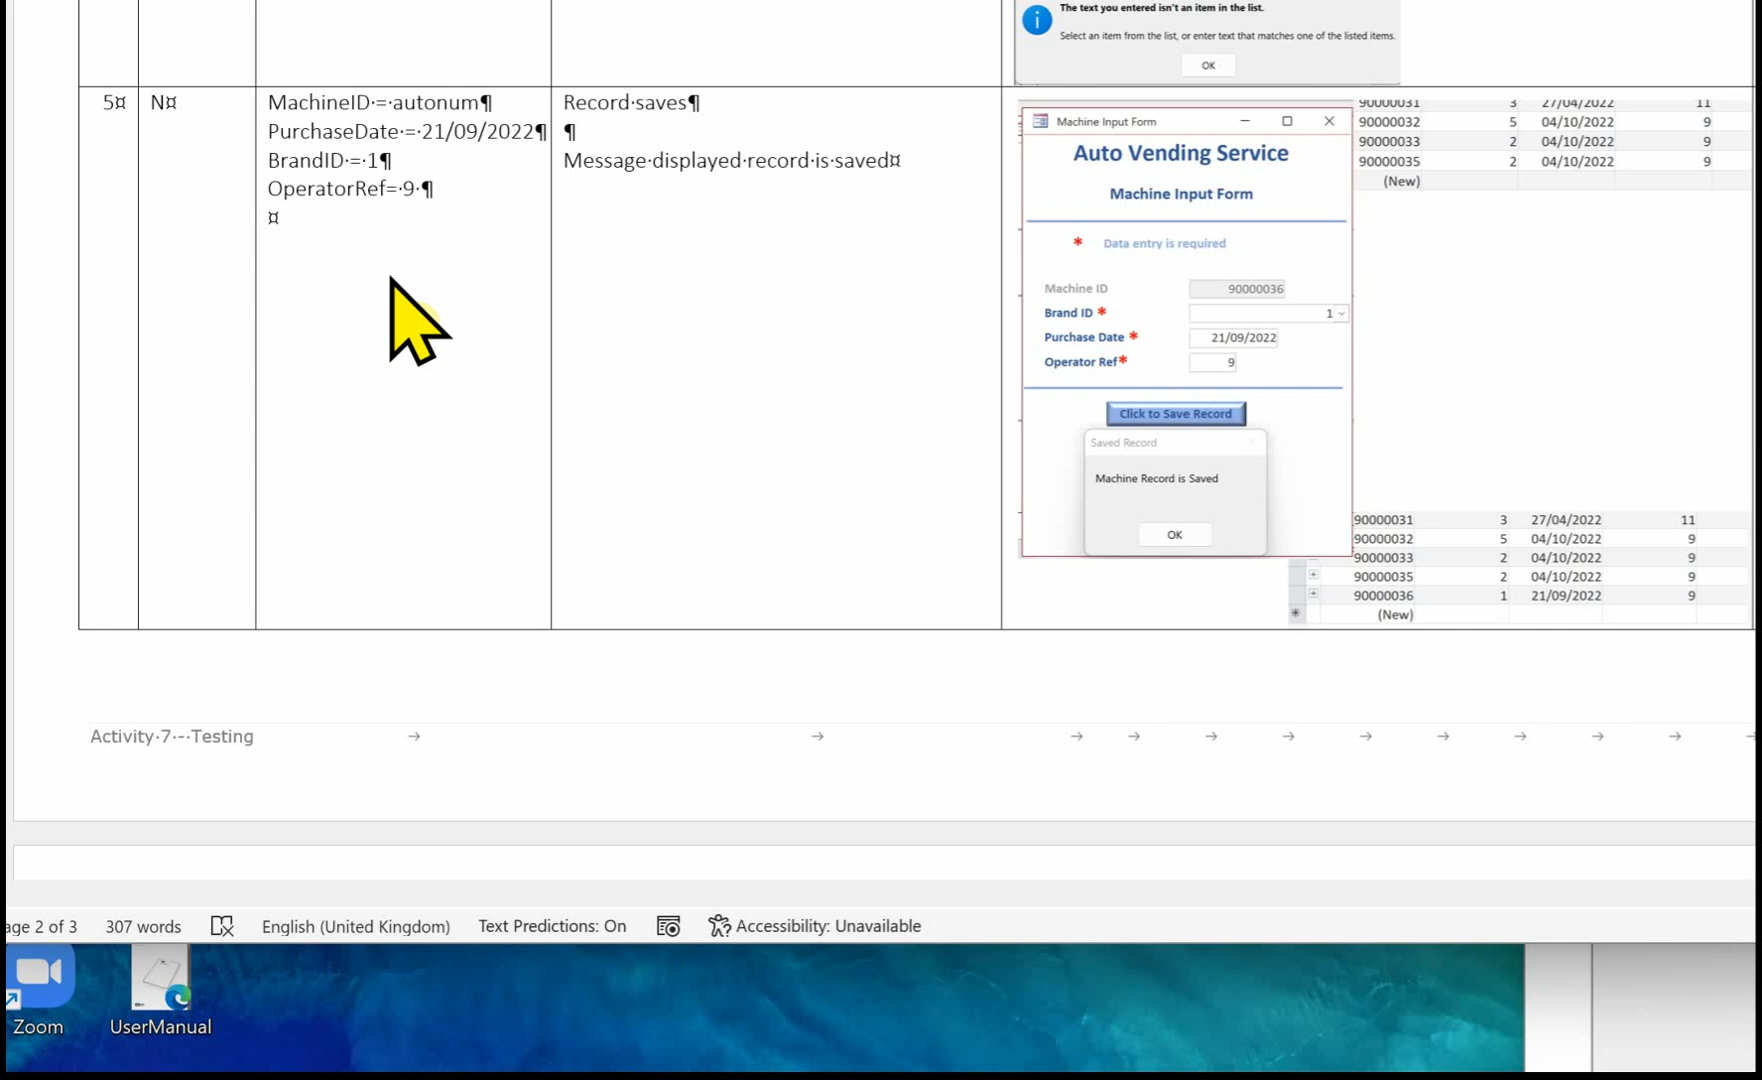 The text you entered isn't an item in the list.
Select an item from the list, or enter text that matches one of the listed items.
OK
5¤ N¤ MachineID·=·autonum¶ Record·saves¶
PurchaseDate·=·21/09/2022¶ ¶
BrandID·=·1¶ Message·displayed·record·is·saved¤
OperatorRef=·9·¶
¤
90000031 3 27/04/2022 11
90000032 5 04/10/2022 9
90000033 2 04/10/2022 9
90000035 2 04/10/2022 9
(New)
Machine Input Form
Auto Vending Service
Machine Input Form
* Data entry is required
Machine ID 90000036
Brand ID * 1
Purchase Date * 21/09/2022
Operator Ref* 9
Click to Save Record
Saved Record
Machine Record is Saved
OK
90000031 3 27/04/2022 11
90000032 5 04/10/2022 9
90000033 2 04/10/2022 9
90000035 2 04/10/2022 9
90000036 1 21/09/2022 9
(New)
Activity·7·-·Testing
age 2 of 3 307 words English (United Kingdom) Text Predictions: On Accessibility: Unavailable
Zoom UserManual